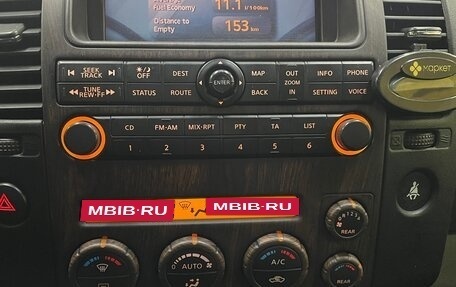 Average Fuel Economy 11.1 l/100km
Distance to Empty 153 km
SEEK TRACK OFF DEST ENTER MAP OUT INFO PHONE
ZOOM
TUNE REW·FF STATUS ROUTE BACK IN SETTING VOICE
Маркет
CD FM·AM MIX·RPT PTY TA LIST
1 2 3 4 5 6
MBIB·RU MBIB·RU
REAR
AUTO A/C
REAR